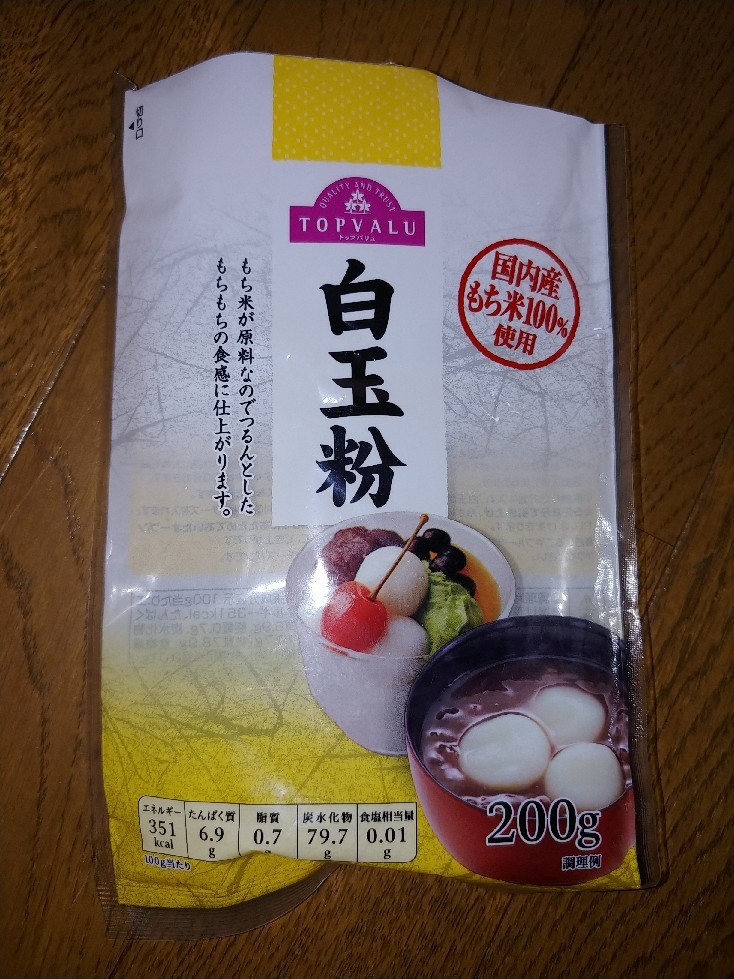 切り口
QUALITY AND TRUST
TOPVALU
トップバリュ
白玉粉
国内産
もち米100%
使用
もち米が原料なのでつるんとした
もちもちの食感に仕上がります。
エネルギー
351
kcal
たんぱく質
6.9
g
脂質
0.7
g
炭水化物
79.7
g
食塩相当量
0.01
g
100g当たり
200g
調理例